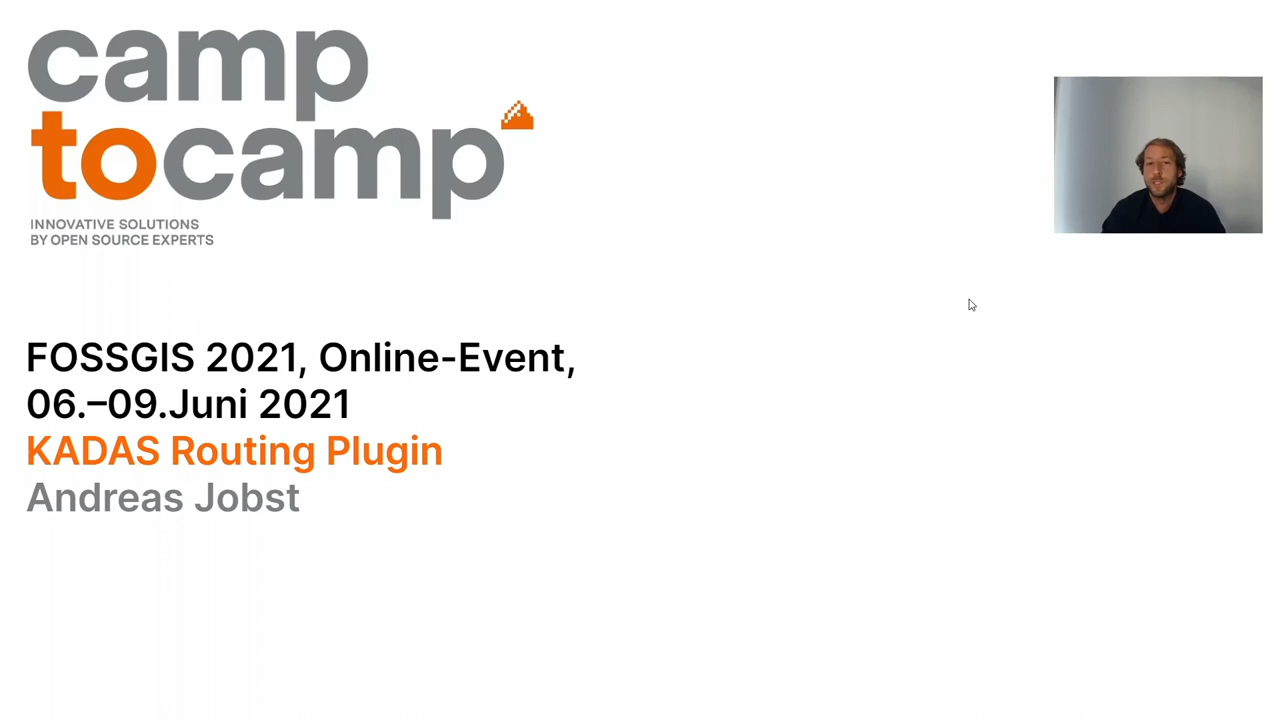 camp
tocamp
INNOVATIVE SOLUTIONS
BY OPEN SOURCE EXPERTS
FOSSGIS 2021, Online-Event,
06.–09.Juni 2021
KADAS Routing Plugin
Andreas Jobst